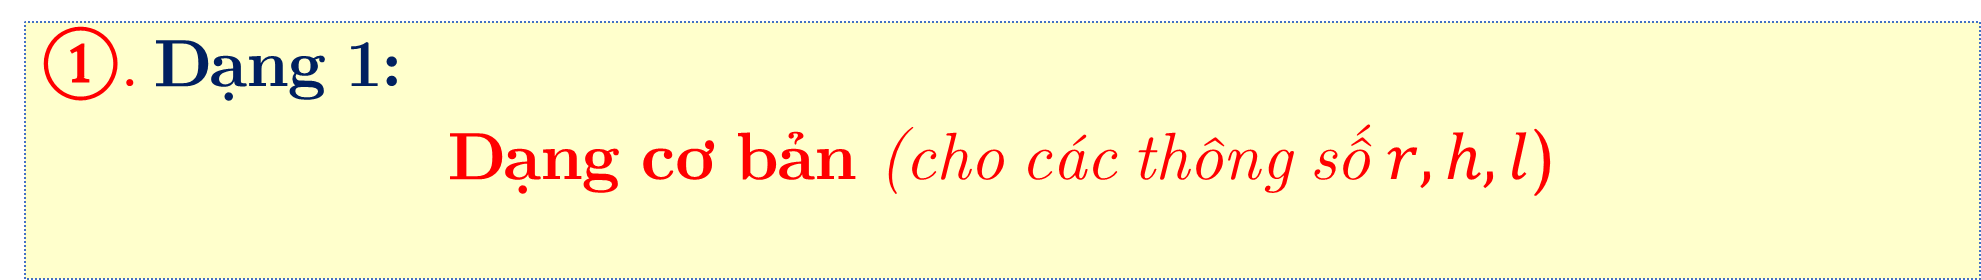 ①. Dạng 1:
Dạng cơ bản (cho các thông số r, h, l)